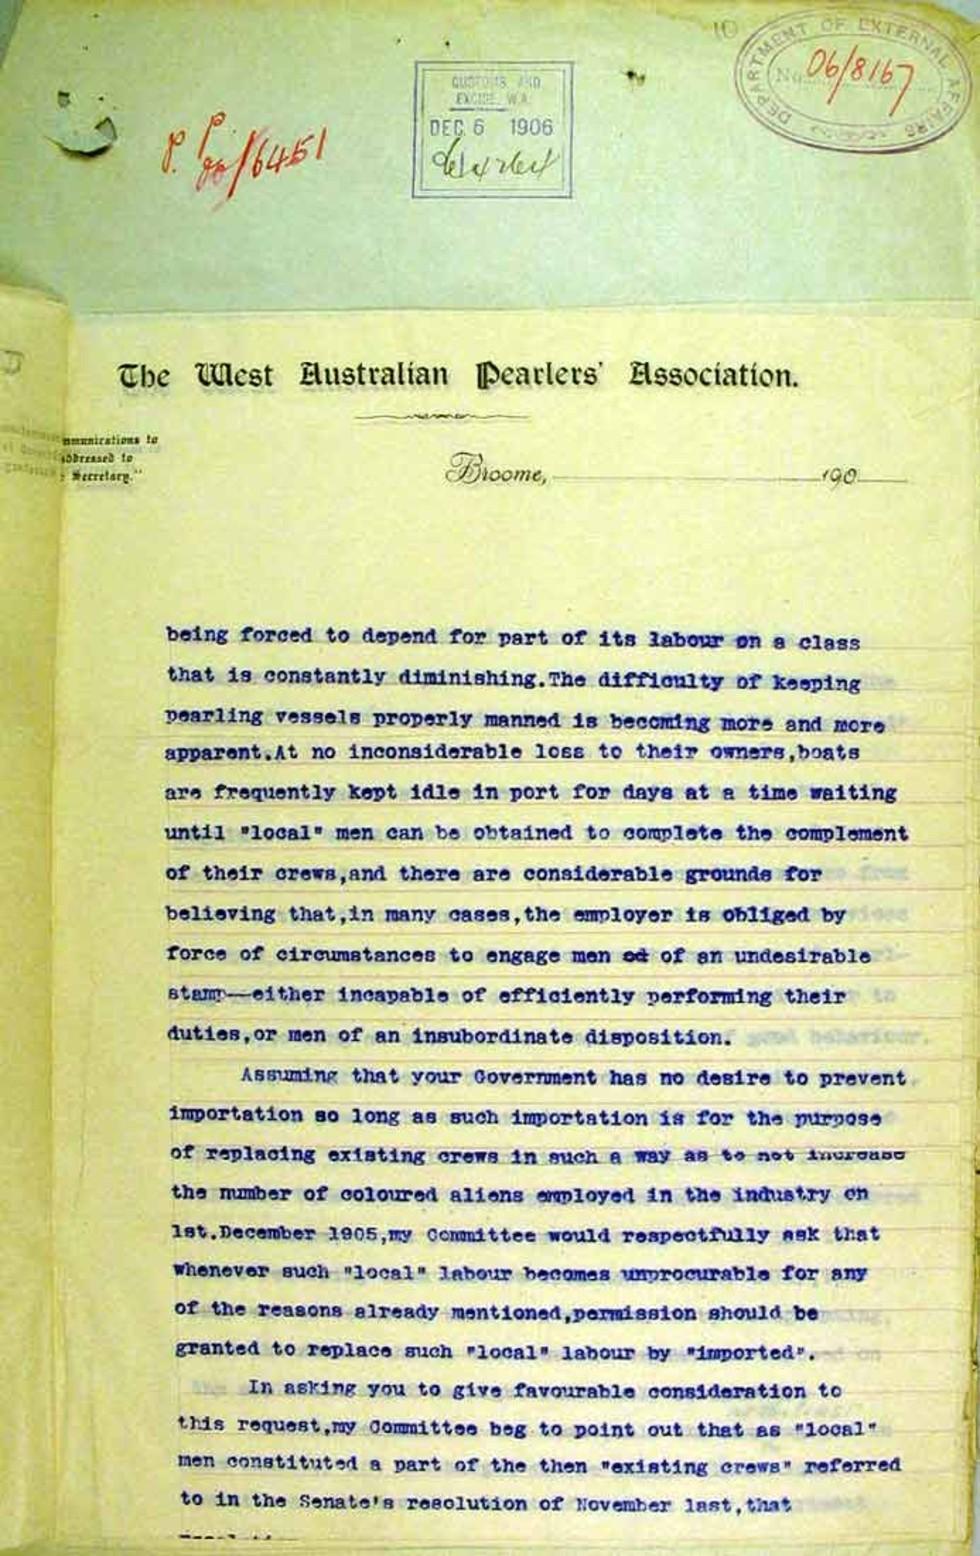 DEPARTMENT OF EXTERNAL AFFAIRS
No. 06/8167
CUSTOMS AND
EXCISE, W.A.
DEC. 6 1906
The West Australian Pearlers' Association.
mmunications to
ddressed to
Secretary."
Broome, 190
being forced to depend for part of its labour on a class
that is constantly diminishing.The difficulty of keeping
pearling vessels properly manned is becoming more and more
apparent.At no inconsiderable loss to their owners,boats
are frequently kept idle in port for days at a time waiting
until "local" men can be obtained to complete the complement
of their crews,and there are considerable grounds for
believing that,in many cases,the employer is obliged by
force of circumstances to engage men of an undesirable
stamp—either incapable of efficiently performing their
duties,or men of an insubordinate disposition.
Assuming that your Government has no desire to prevent
importation so long as such importation is for the purpose
of replacing existing crews in such a way as to not increase
the number of coloured aliens employed in the industry on
1st.December 1905,my Committee would respectfully ask that
whenever such "local" labour becomes unprocurable for any
of the reasons already mentioned,permission should be
granted to replace such "local" labour by "imported".
In asking you to give favourable consideration to
this request,my Committee beg to point out that as "local"
men constituted a part of the then "existing crews" referred
to in the Senate's resolution of November last,that